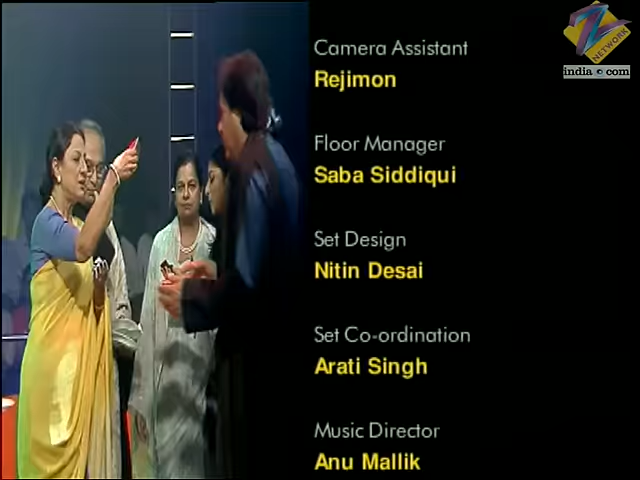 Z
NETWORK
india com
Camera Assistant
Rejimon
Floor Manager
Saba Siddiqui
Set Design
Nitin Desai
Set Co-ordination
Arati Singh
Music Director
Anu Mallik